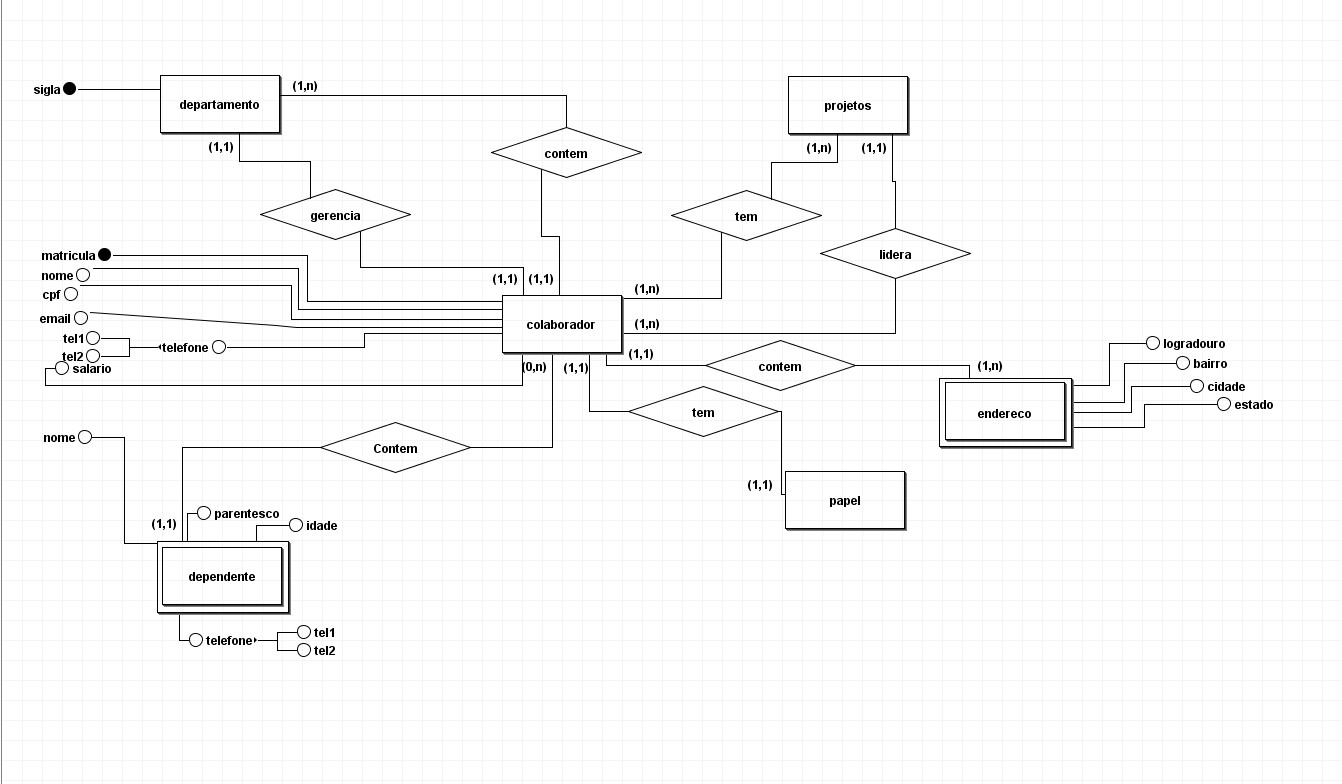 sigla
departamento
(1,n)
projetos
(1,1)
contem
(1,n)
(1,1)
gerencia
tem
lidera
matricula
nome
cpf
email
tel1
tel2
telefone
salario
(1,1)
(1,1)
(1,n)
colaborador
(1,n)
(1,1)
(0,n)
(1,1)
contem
(1,n)
logradouro
bairro
cidade
estado
endereco
tem
nome
Contem
(1,1)
papel
(1,1)
parentesco
idade
dependente
telefone
tel1
tel2